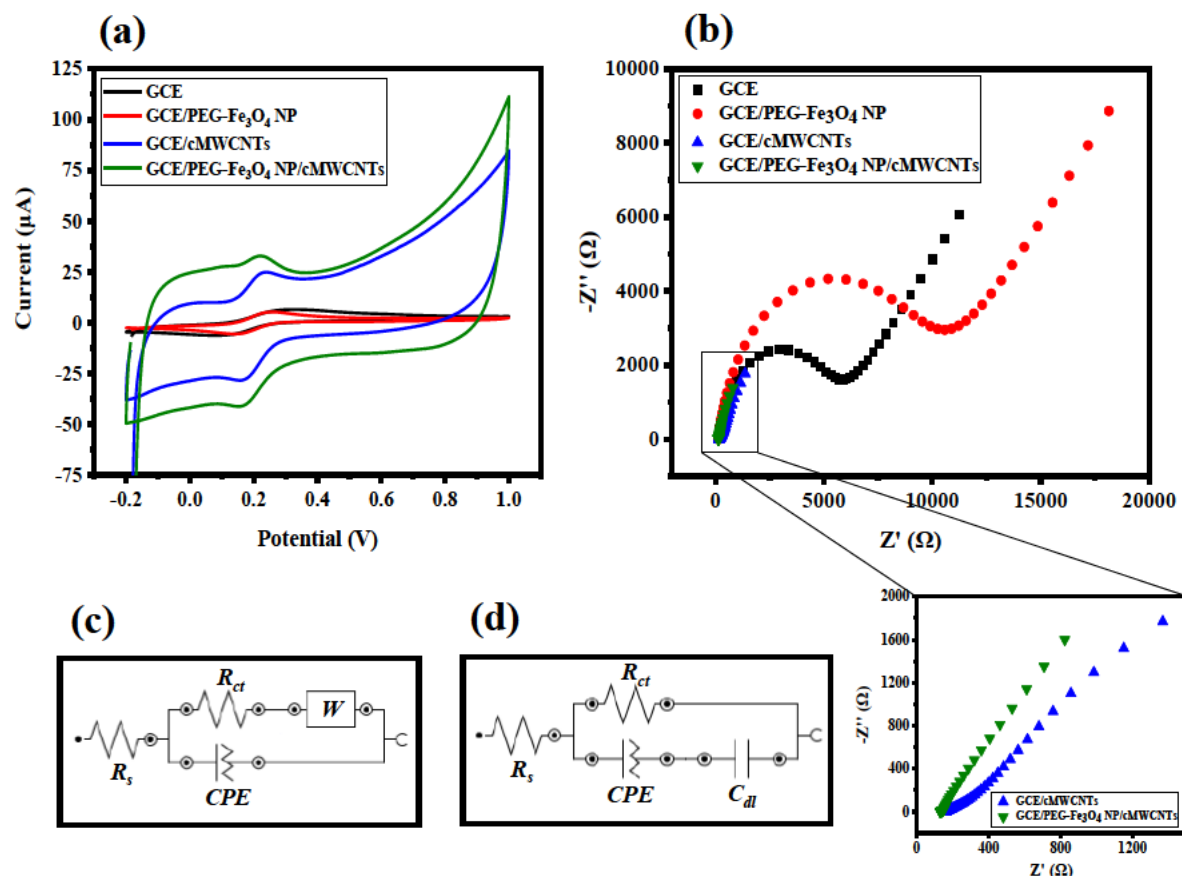 (a)
125
100
75
50
25
0
-25
-50
-75
Current (µA)
GCE
GCE/PEG-Fe₃O₄ NP
GCE/cMWCNTs
GCE/PEG-Fe₃O₄ NP/cMWCNTs
-0.2 0.0 0.2 0.4 0.6 0.8 1.0
Potential (V)
(b)
10000
8000
6000
4000
2000
0
-Z'' (Ω)
GCE
GCE/PEG-Fe₃O₄ NP
GCE/cMWCNTs
GCE/PEG-Fe₃O₄ NP/cMWCNTs
0 5000 10000 15000 20000
Z' (Ω)
(c)
Rct
W
Rs
CPE
(d)
Rct
Rs
CPE
Cdl
2000
1600
1200
800
400
0
-Z'' (Ω)
GCE/cMWCNTs
GCE/PEG-Fe₃O₄ NP/cMWCNTs
0 400 800 1200
Z' (Ω)